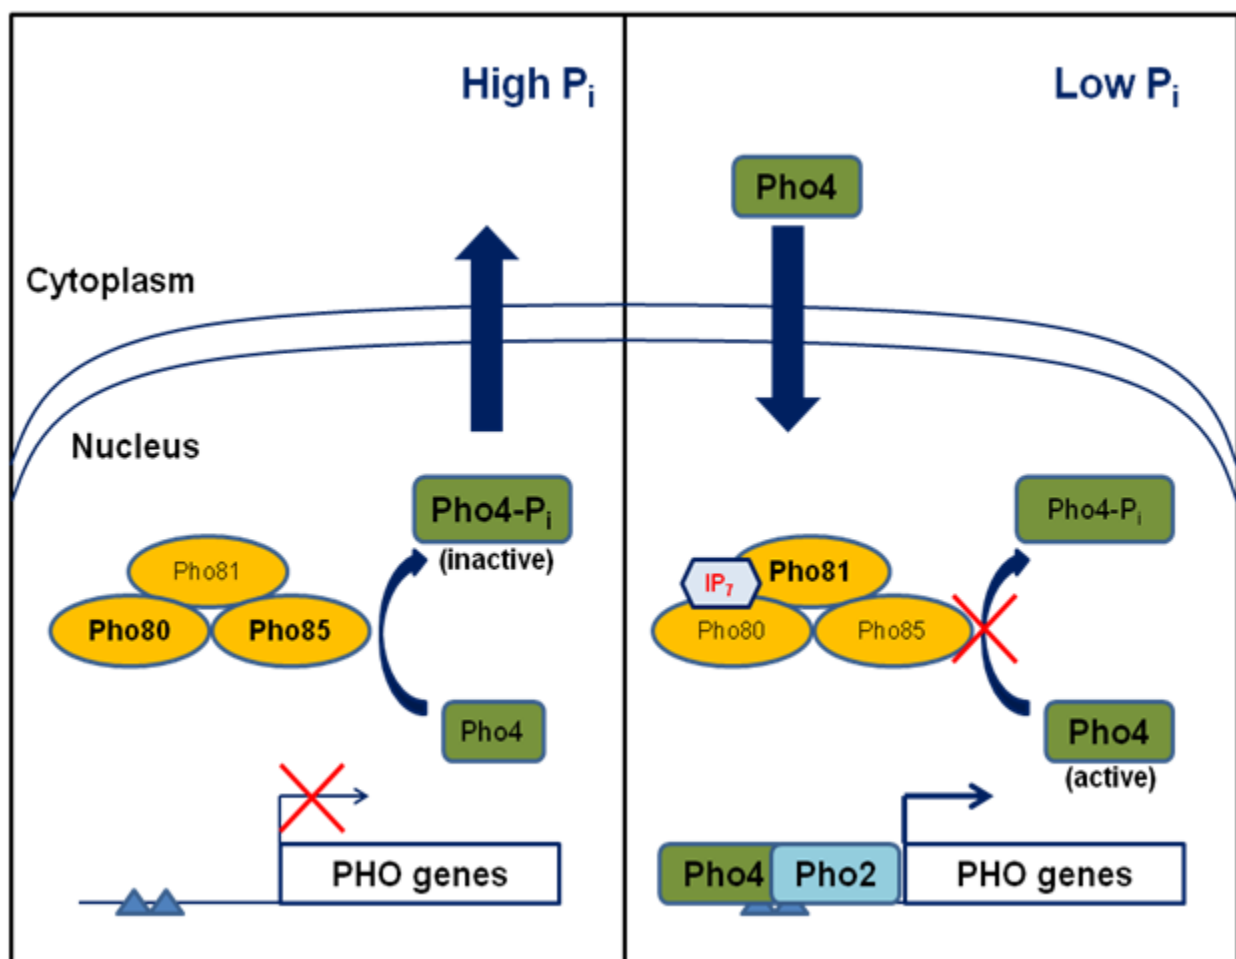 High Pi
Cytoplasm
Nucleus
Pho4-Pi
(inactive)
Pho81
Pho80
Pho85
Pho4
PHO genes
Low Pi
Pho4
Pho4-Pi
IP7
Pho81
Pho80
Pho85
Pho4
(active)
Pho4
Pho2
PHO genes